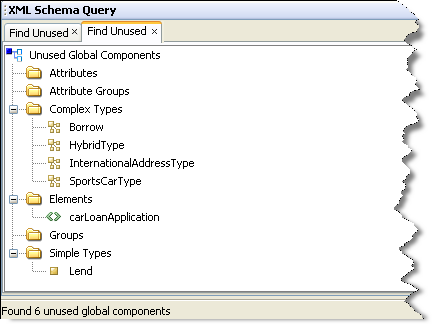 XML Schema Query
Find Unused × Find Unused ×
Unused Global Components
Attributes
Attribute Groups
Complex Types
Borrow
HybridType
InternationalAddressType
SportsCarType
Elements
carLoanApplication
Groups
Simple Types
Lend
Found 6 unused global components